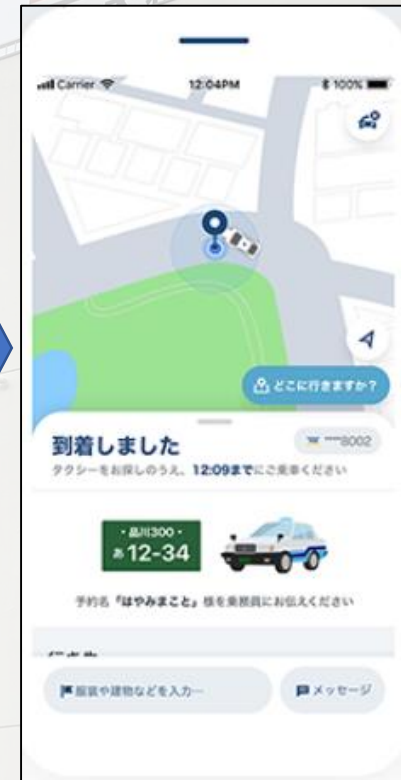 Carrier
12:04PM
100%
どこに行きますか?
到着しました
****8002
タクシーをお探しのうえ、12:09までにご乗車ください
・品川300・
あ 12-34
予約名「はやみまこと」様を乗務員にお伝えください
服装や建物などを入力…
メッセージ